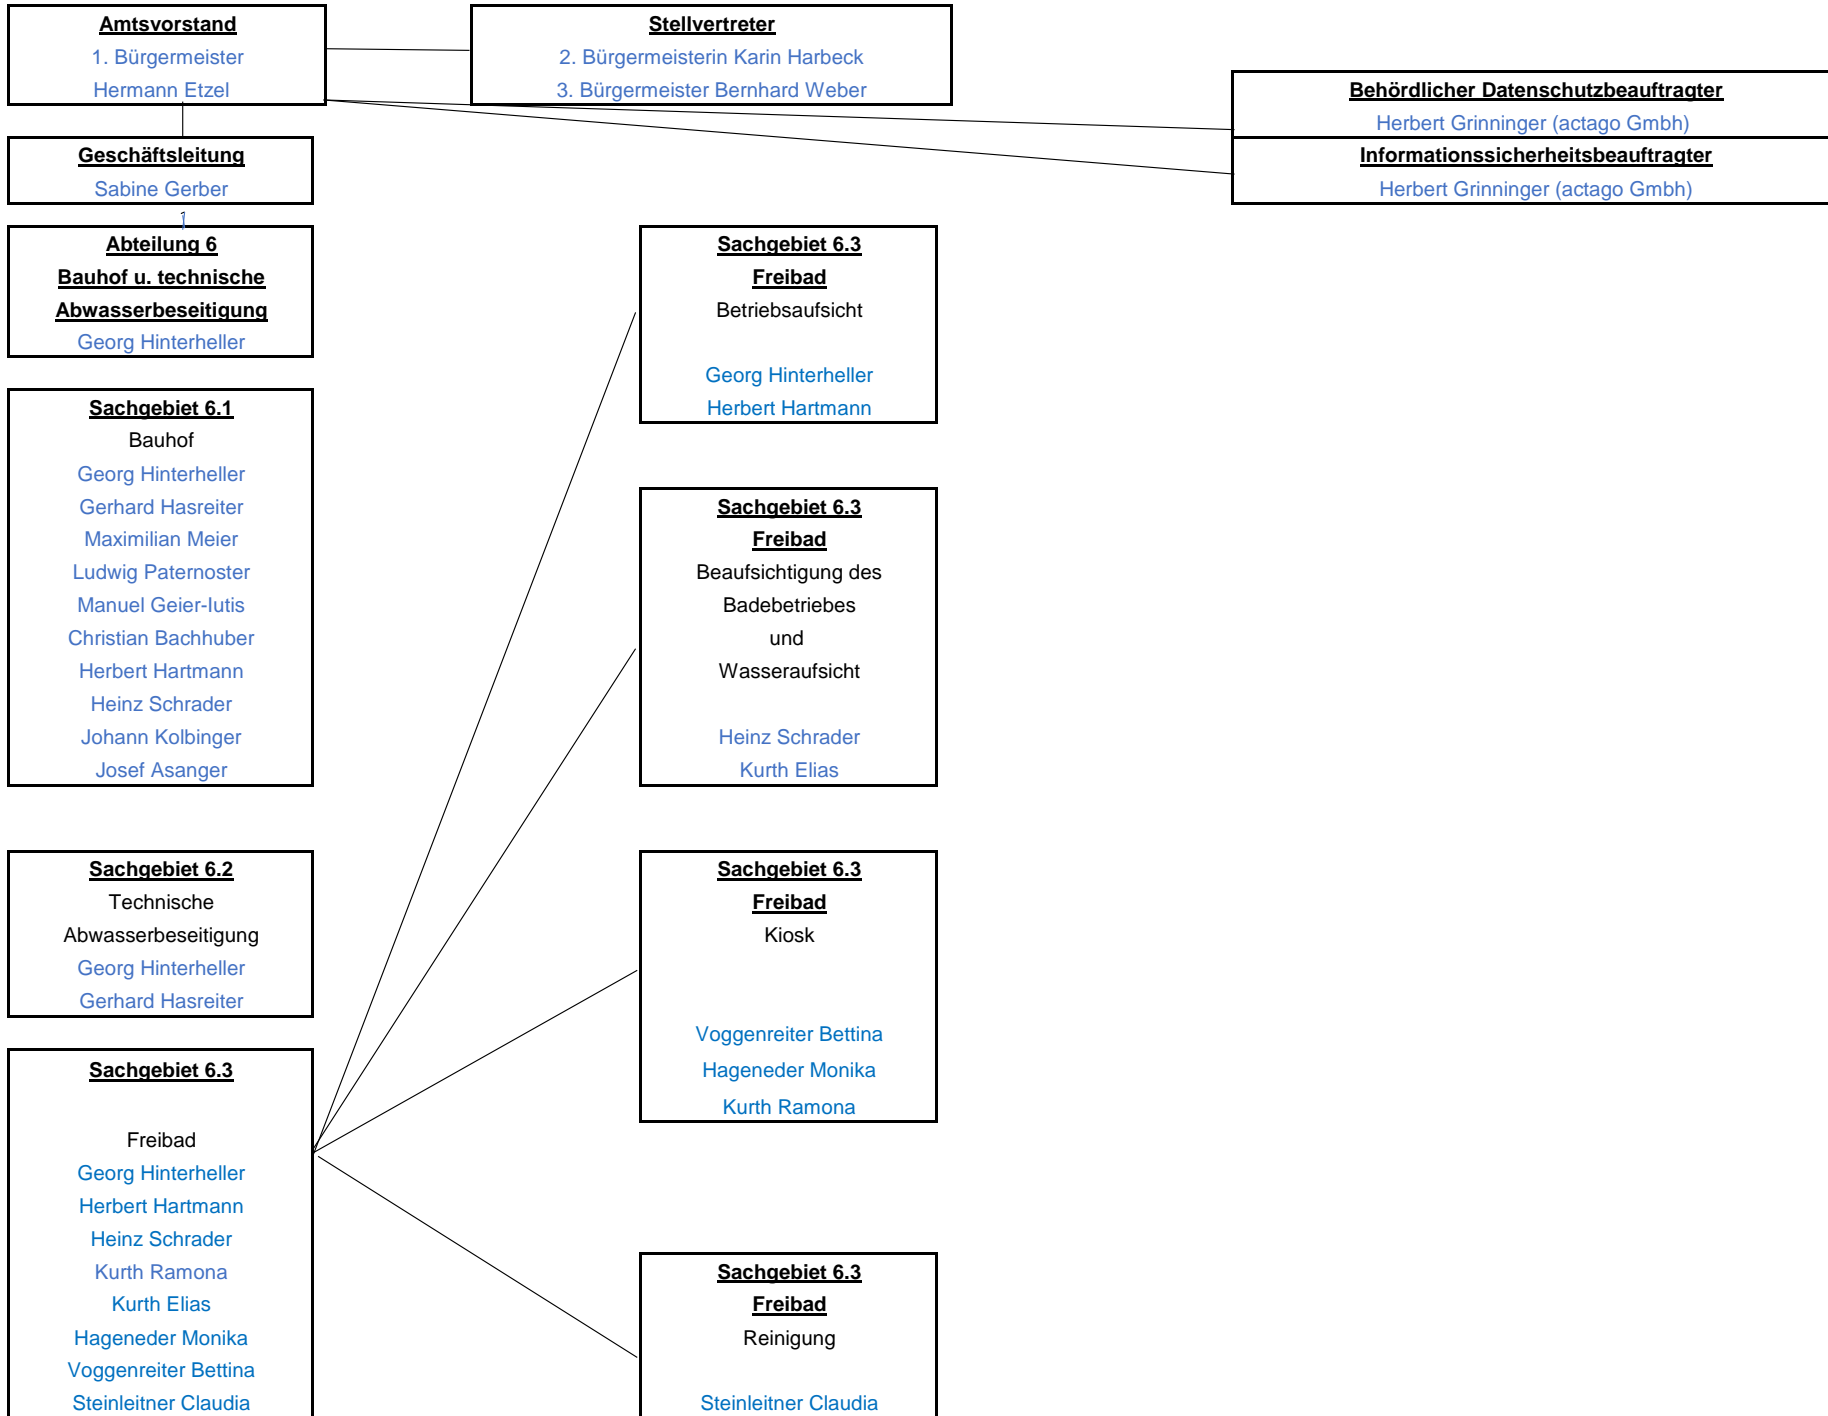 Amtsvorstand
1. Bürgermeister
Hermann Etzel
Stellvertreter
2. Bürgermeisterin Karin Harbeck
3. Bürgermeister Bernhard Weber
Behördlicher Datenschutzbeauftragter
Herbert Grinninger (actago Gmbh)
Informationssicherheitsbeauftragter
Herbert Grinninger (actago Gmbh)
Geschäftsleitung
Sabine Gerber
Abteilung 6
Bauhof u. technische
Abwasserbeseitigung
Georg Hinterheller
Sachgebiet 6.1
Bauhof
Georg Hinterheller
Gerhard Hasreiter
Maximilian Meier
Ludwig Paternoster
Manuel Geier-Iutis
Christian Bachhuber
Herbert Hartmann
Heinz Schrader
Johann Kolbinger
Josef Asanger
Sachgebiet 6.2
Technische
Abwasserbeseitigung
Georg Hinterheller
Gerhard Hasreiter
Sachgebiet 6.3
Freibad
Georg Hinterheller
Herbert Hartmann
Heinz Schrader
Kurth Ramona
Kurth Elias
Hageneder Monika
Voggenreiter Bettina
Steinleitner Claudia
Sachgebiet 6.3
Freibad
Betriebsaufsicht
Georg Hinterheller
Herbert Hartmann
Sachgebiet 6.3
Freibad
Beaufsichtigung des
Badebetriebes
und
Wasseraufsicht
Heinz Schrader
Kurth Elias
Sachgebiet 6.3
Freibad
Kiosk
Voggenreiter Bettina
Hageneder Monika
Kurth Ramona
Sachgebiet 6.3
Freibad
Reinigung
Steinleitner Claudia